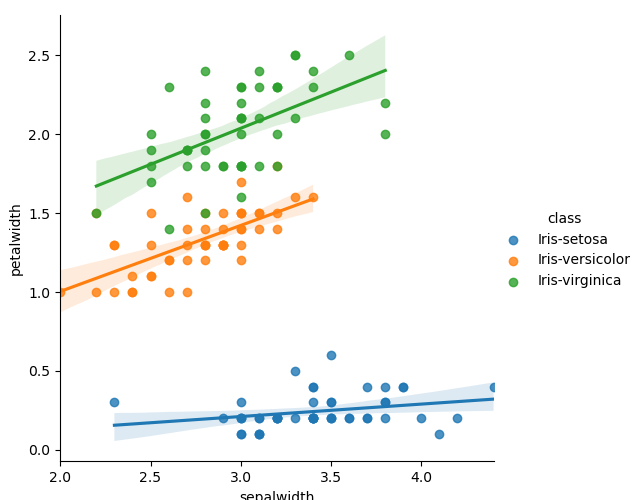 2.5
2.0
1.5
1.0
0.5
0.0
petalwidth
2.0 2.5 3.0 3.5 4.0
sepalwidth
class
Iris-setosa
Iris-versicolor
Iris-virginica